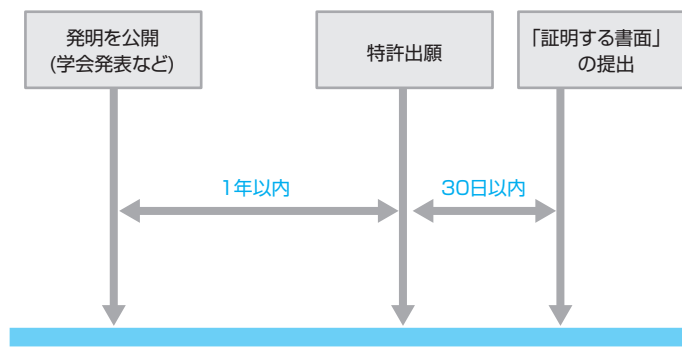 発明を公開
(学会発表など)
特許出願
「証明する書面」
の提出
1年以内
30日以内